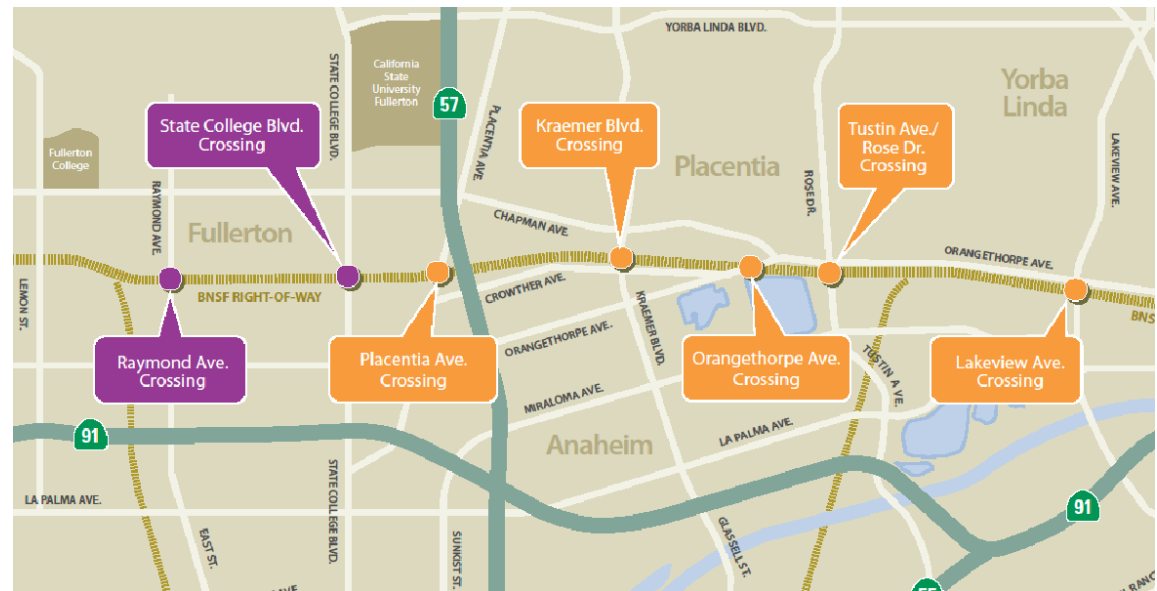 YORBA LINDA BLVD.
California
State
University
Fullerton
STATE COLLEGE BLVD.
57
PLACENTIA AVE.
Yorba
Linda
State College Blvd.
Crossing
Kraemer Blvd.
Crossing
Tustin Ave./
Rose Dr.
Crossing
Fullerton
College
Placentia
LAKEVIEW AVE.
RAYMOND AVE.
ROSE DR.
Fullerton
CHAPMAN AVE.
ORANGETHORPE AVE.
LEMON ST.
BNSF RIGHT-OF-WAY
CROWTHER AVE.
KRAEMER BLVD.
BNS
ORANGETHORPE AVE.
Raymond Ave.
Crossing
Placentia Ave.
Crossing
Orangethorpe Ave.
Crossing
Lakeview Ave.
Crossing
TUSTIN AVE.
MIRALOMA AVE.
91
Anaheim
LA PALMA AVE.
LA PALMA AVE.
STATE COLLEGE BLVD.
91
EAST ST.
SUNKIST ST.
GLASSELL ST.
55